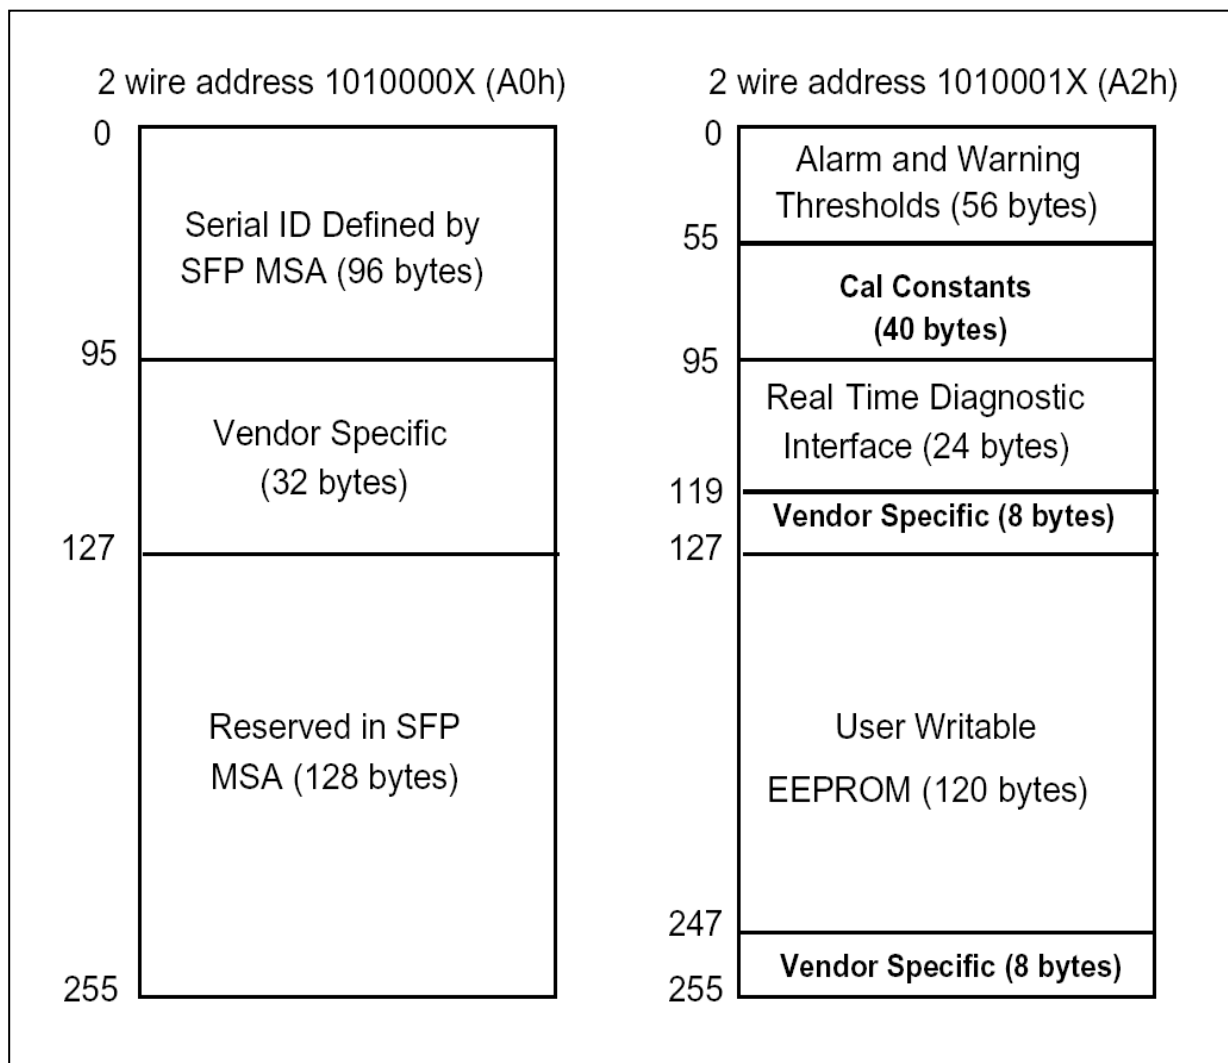 2 wire address 1010000X (A0h)
0
Serial ID Defined by
SFP MSA (96 bytes)
95
Vendor Specific
(32 bytes)
127
Reserved in SFP
MSA (128 bytes)
255
2 wire address 1010001X (A2h)
0
Alarm and Warning
Thresholds (56 bytes)
55
Cal Constants
(40 bytes)
95
Real Time Diagnostic
Interface (24 bytes)
119
Vendor Specific (8 bytes)
127
User Writable
EEPROM (120 bytes)
247
Vendor Specific (8 bytes)
255